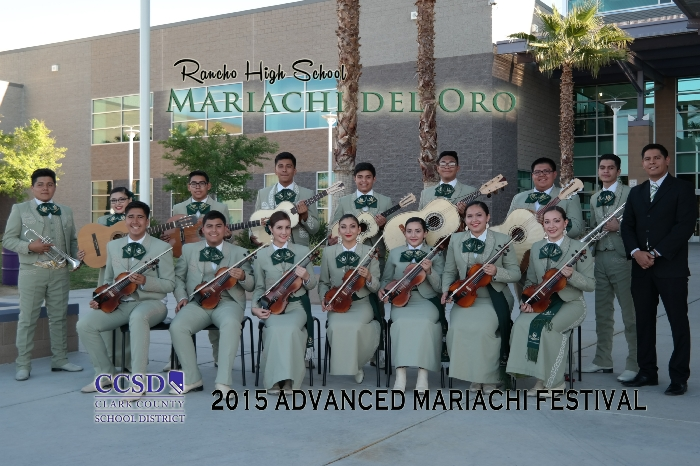 Rancho High School
MARIACHI DEL ORO
CCSD
CLARK COUNTY
SCHOOL DISTRICT
2015 ADVANCED MARIACHI FESTIVAL